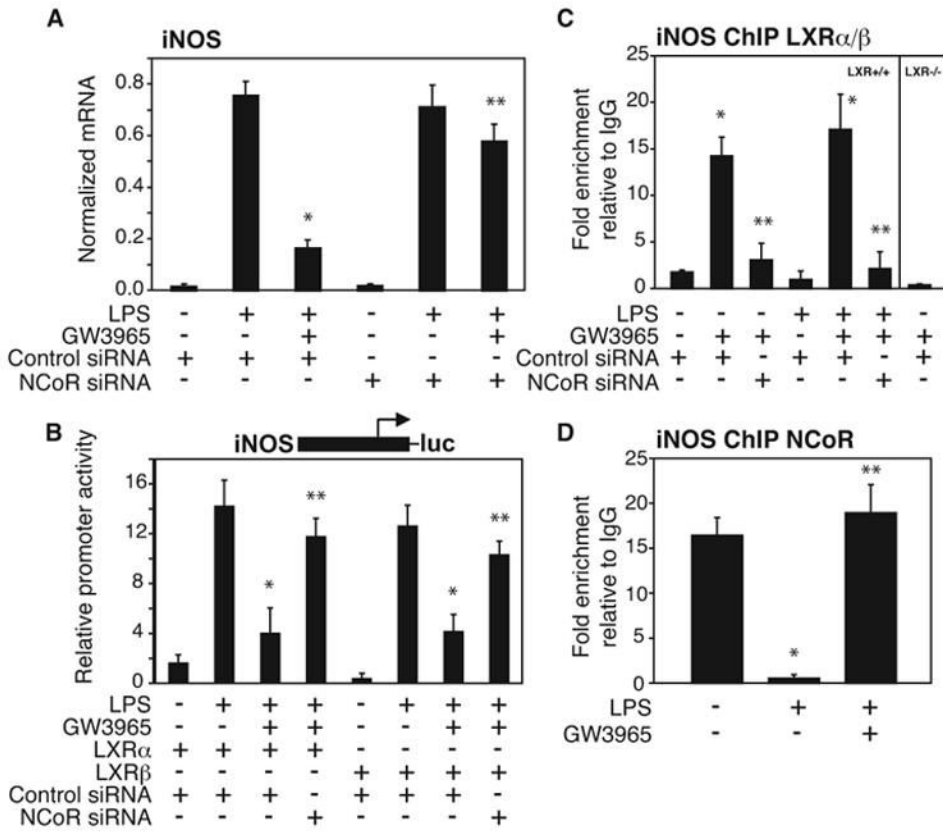 A
iNOS
Normalized mRNA
0.8
0.6
0.4
0.2
0.0
*
**
LPS - + + - + +
GW3965 - - + - - +
Control siRNA + + + - - -
NCoR siRNA - - - + + +
B
iNOS luc
Relative promoter activity
16
12
8
4
0
*
**
*
**
LPS - + + + - + + +
GW3965 - - + + - - + +
LXRα + + + + - - - -
LXRβ - - - - + + + +
Control siRNA + + + - + + + -
NCoR siRNA - - - + - - - +
C
iNOS ChIP LXRα/β
LXR+/+ LXR-/-
Fold enrichment
relative to IgG
25
20
15
10
5
0
*
**
*
**
LPS - - - + + + -
GW3965 - + + - + + +
Control siRNA + + - + + - +
NCoR siRNA - - + - - + -
D
iNOS ChIP NCoR
Fold enrichment
relative to IgG
25
20
15
10
5
0
*
**
LPS - + +
GW3965 - - +